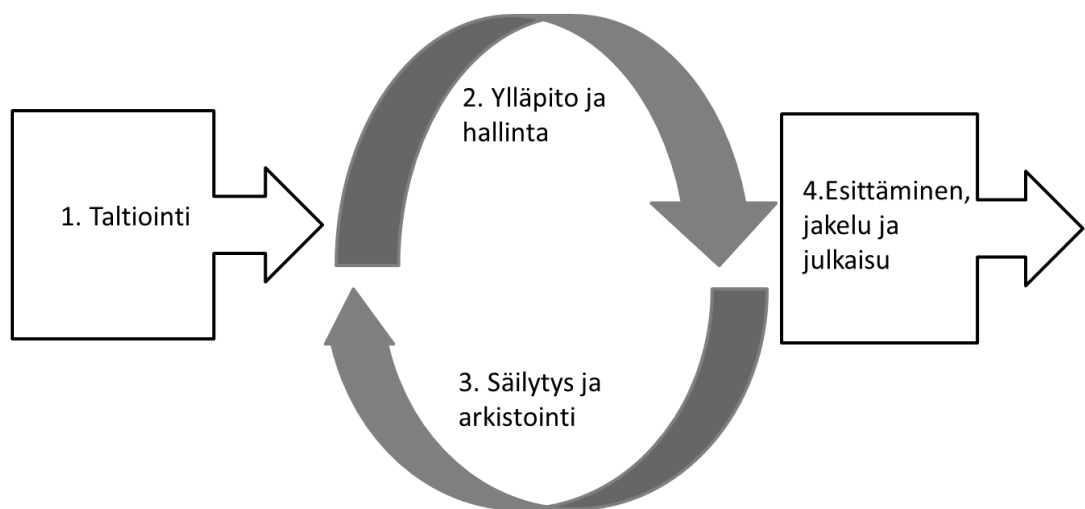 1. Taltiointi
2. Ylläpito ja
hallinta
3. Säilytys ja
arkistointi
4.Esittäminen,
jakelu ja
julkaisu